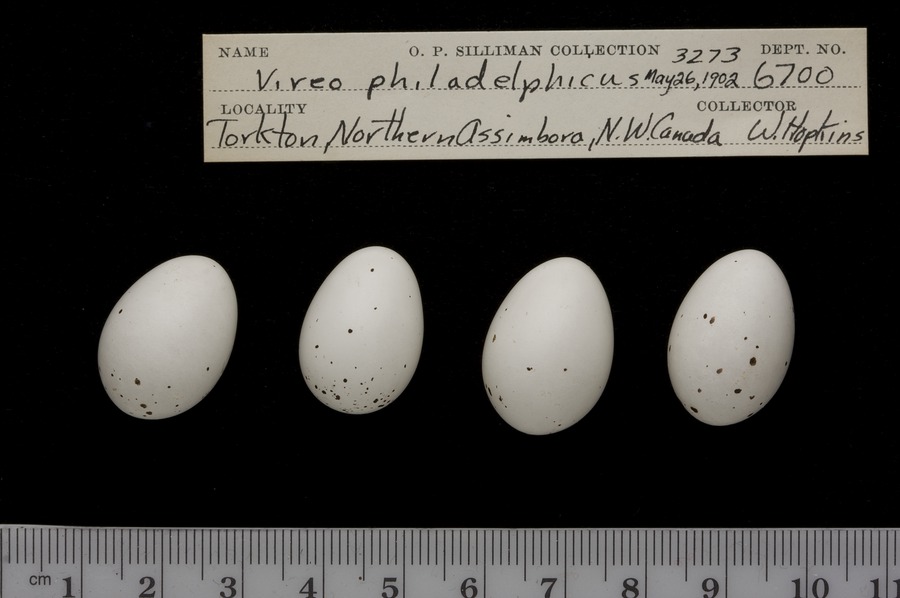 NAME O. P. SILLIMAN COLLECTION 3273 DEPT. NO.
Vireo philadelphicus May 26, 1902 6700
LOCALITY COLLECTOR
Torkton, Northern Assimbora, N.W. Canada W. Hopkins
cm 1 2 3 4 5 6 7 8 9 10 11